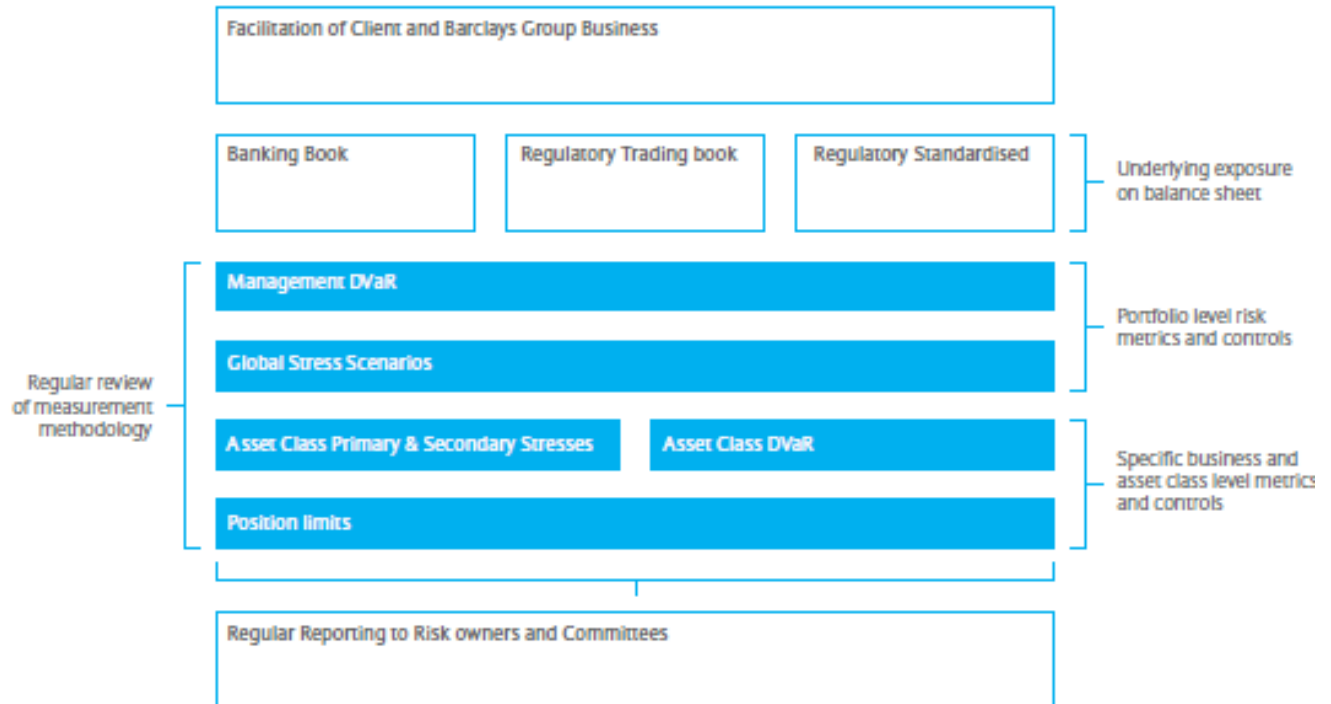 Facilitation of Client and Barclays Group Business
Banking Book
Regulatory Trading book
Regulatory Standardised
Underlying exposure
on balance sheet
Management DVaR
Portfolio level risk
metrics and controls
Global Stress Scenarios
Regular review
of measurement
methodology
Asset Class Primary & Secondary Stresses
Asset Class DVaR
Specific business and
asset class level metrics
and controls
Position limits
Regular Reporting to Risk owners and Committees